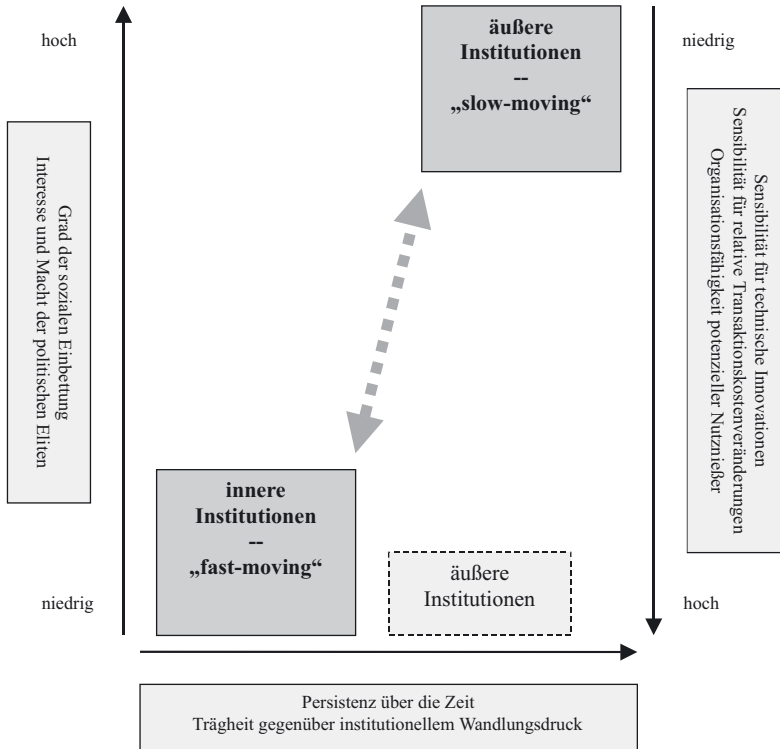 hoch
äußere
Institutionen
--
„slow-moving“
niedrig
Grad der sozialen Einbettung
Interesse und Macht der politischen Eliten
Sensibilität für technische Innovationen
Sensibilität für relative Transaktionskostenveränderungen
Organisationsfähigkeit potenzieller Nutznießer
innere
Institutionen
--
„fast-moving“
äußere
Institutionen
niedrig
hoch
Persistenz über die Zeit
Trägheit gegenüber institutionellem Wandlungsdruck